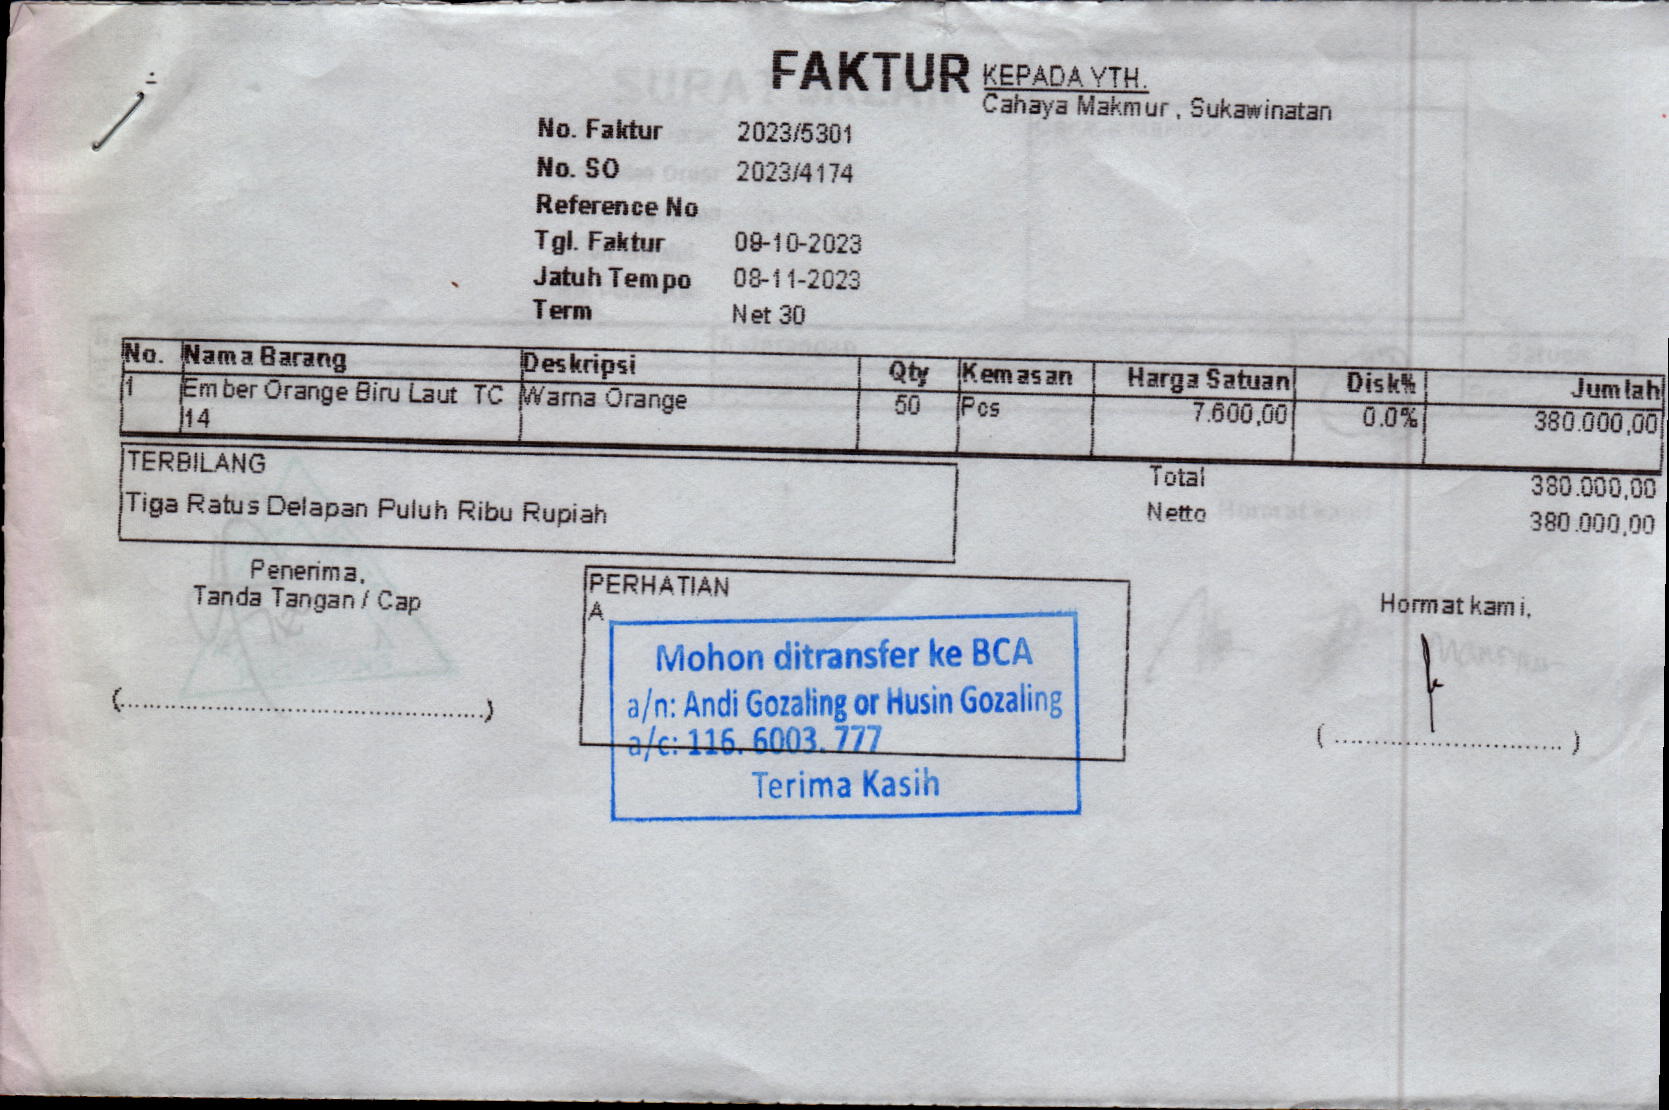 FAKTUR
KEPADA YTH.
Cahaya Makmur , Sukawinatan
No. Faktur 2023/5301
No. SO 2023/4174
Reference No
Tgl. Faktur 09-10-2023
Jatuh Tempo 08-11-2023
Term Net 30
No. Nama Barang Deskripsi Qty Kemasan Harga Satuan Disk% Jumlah
1 Ember Orange Biru Laut TC Warna Orange 50 Pcs 7.600,00 0.0% 380.000,00
14
TERBILANG
Tiga Ratus Delapan Puluh Ribu Rupiah
Total 380.000,00
Netto 380.000,00
Penerima,
Tanda Tangan / Cap
PERHATIAN
A
Mohon ditransfer ke BCA
a/n: Andi Gozaling or Husin Gozaling
a/c: 116. 6003. 777
Terima Kasih
Hormat kami,
(................................................)
(............................)